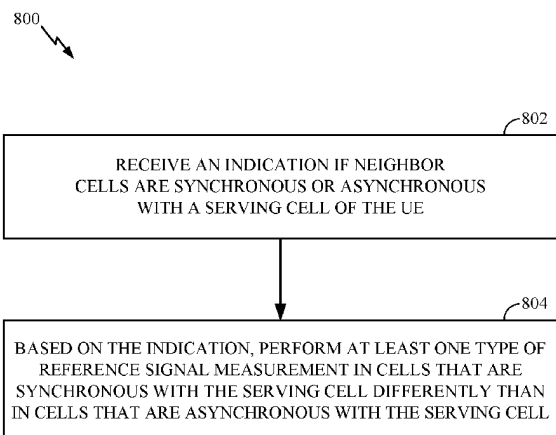 800
802
RECEIVE AN INDICATION IF NEIGHBOR
CELLS ARE SYNCHRONOUS OR ASYNCHRONOUS
WITH A SERVING CELL OF THE UE
804
BASED ON THE INDICATION, PERFORM AT LEAST ONE TYPE OF
REFERENCE SIGNAL MEASUREMENT IN CELLS THAT ARE
SYNCHRONOUS WITH THE SERVING CELL DIFFERENTLY THAN
IN CELLS THAT ARE ASYNCHRONOUS WITH THE SERVING CELL